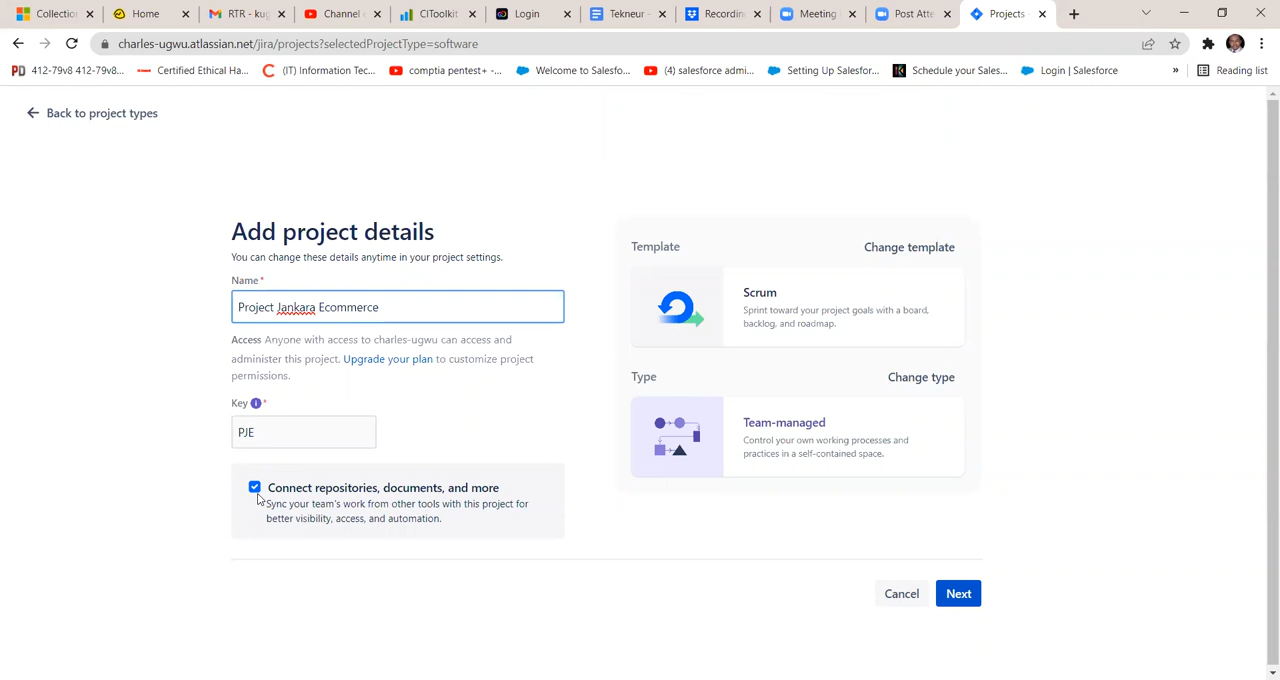 Collection
Home
M RTR - kug
Channel c
CIToolkit
Login
Tekneur -
Recordin
Meeting
Post Atte
Projects -
charles-ugwu.atlassian.net/jira/projects?selectedProjectType=software
PD 412-79v8 412-79v8...
Certified Ethical Ha...
(IT) Information Tec...
comptia pentest+ -...
Welcome to Salesfo...
(4) salesforce admi...
Setting Up Salesfor...
Schedule your Sales...
Login | Salesforce
»
Reading list
Back to project types
Add project details
You can change these details anytime in your project settings.
Name *
Project Jankara Ecommerce
Access Anyone with access to charles-ugwu can access and
administer this project. Upgrade your plan to customize project
permissions.
Key *
PJE
Connect repositories, documents, and more
Sync your team's work from other tools with this project for
better visibility, access, and automation.
Template
Change template
Scrum
Sprint toward your project goals with a board,
backlog, and roadmap.
Type
Change type
Team-managed
Control your own working processes and
practices in a self-contained space.
Cancel
Next